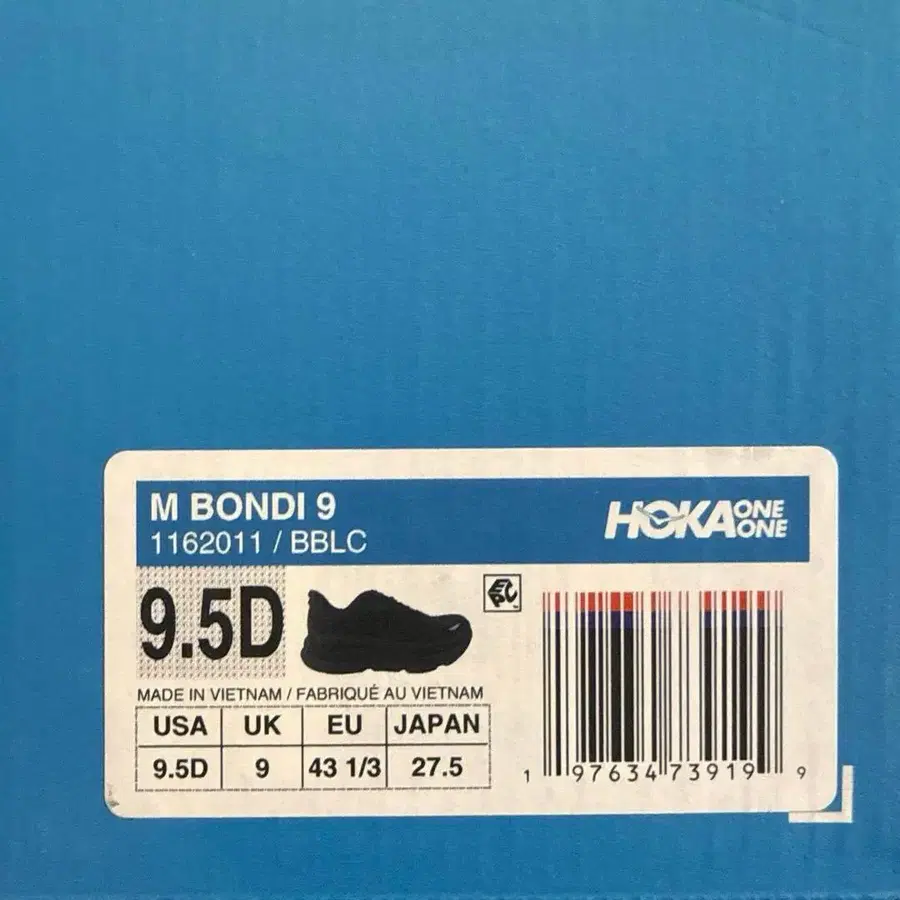 M BONDI 9
1162011 / BBLC
HOKA ONE ONE
9.5D
EPC
MADE IN VIETNAM / FABRIQUÉ AU VIETNAM
USA UK EU JAPAN
9.5D 9 43 1/3 27.5
1 97634 73919 9